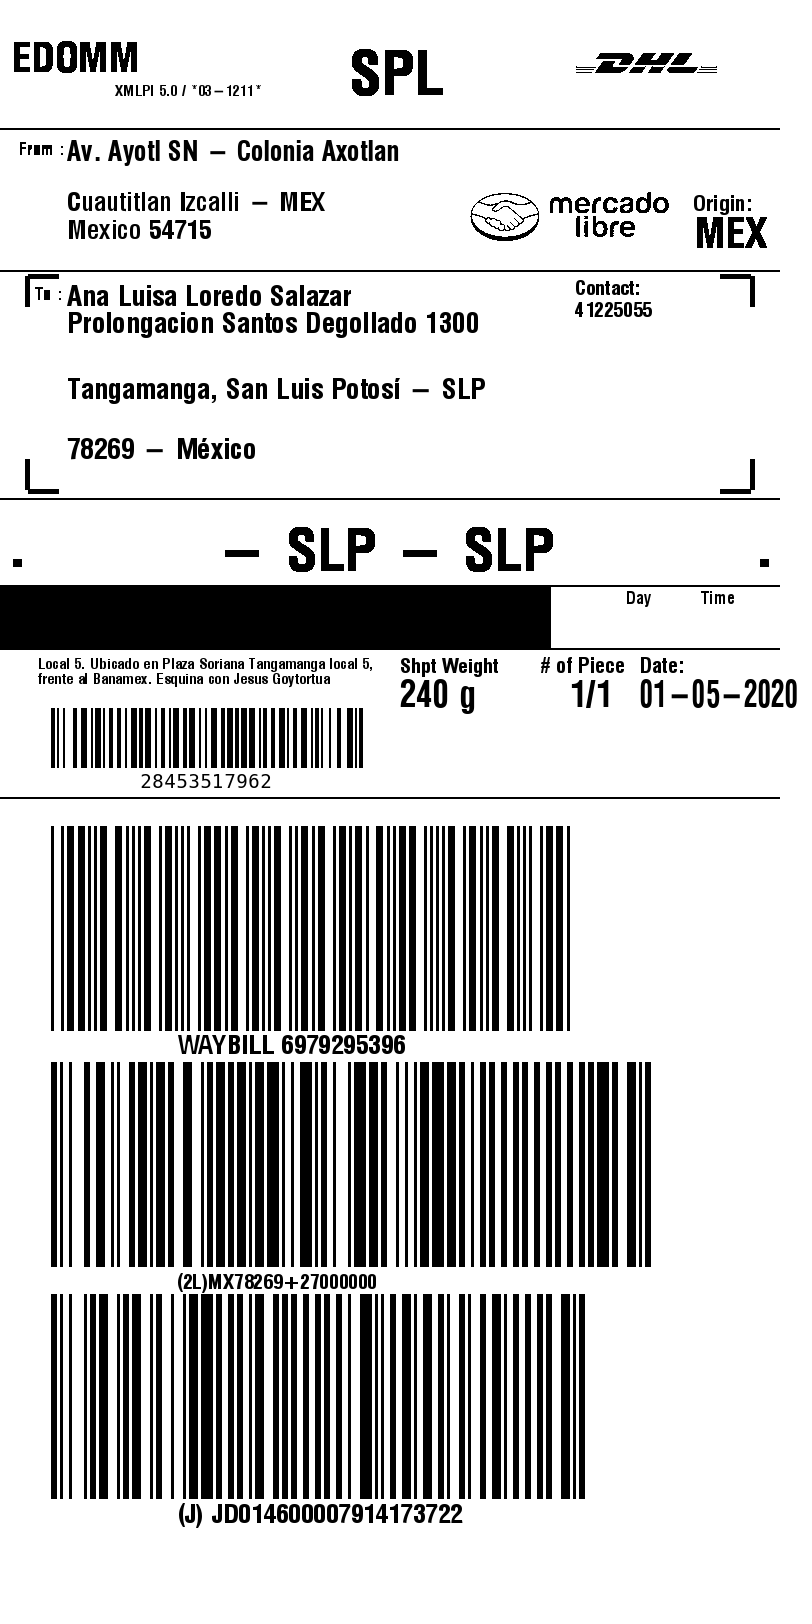 EDOMM
XMLPI 5.0 / *03-1211*
SPL
DHL
From : Av. Ayotl SN - Colonia Axotlan
Cuautitlan Izcalli - MEX
Mexico 54715
mercado
libre
Origin:
MEX
To : Ana Luisa Loredo Salazar
Prolongacion Santos Degollado 1300
Contact:
41225055
Tangamanga, San Luis Potosí - SLP
78269 - México
. - SLP - SLP .
Day Time
Local 5. Ubicado en Plaza Soriana Tangamanga local 5,
frente al Banamex. Esquina con Jesus Goytortua
Shpt Weight
240 g
# of Piece
1/1
Date:
01-05-2020
28453517962
WAYBILL 6979295396
(2L)MX78269+27000000
(J) JD014600007914173722